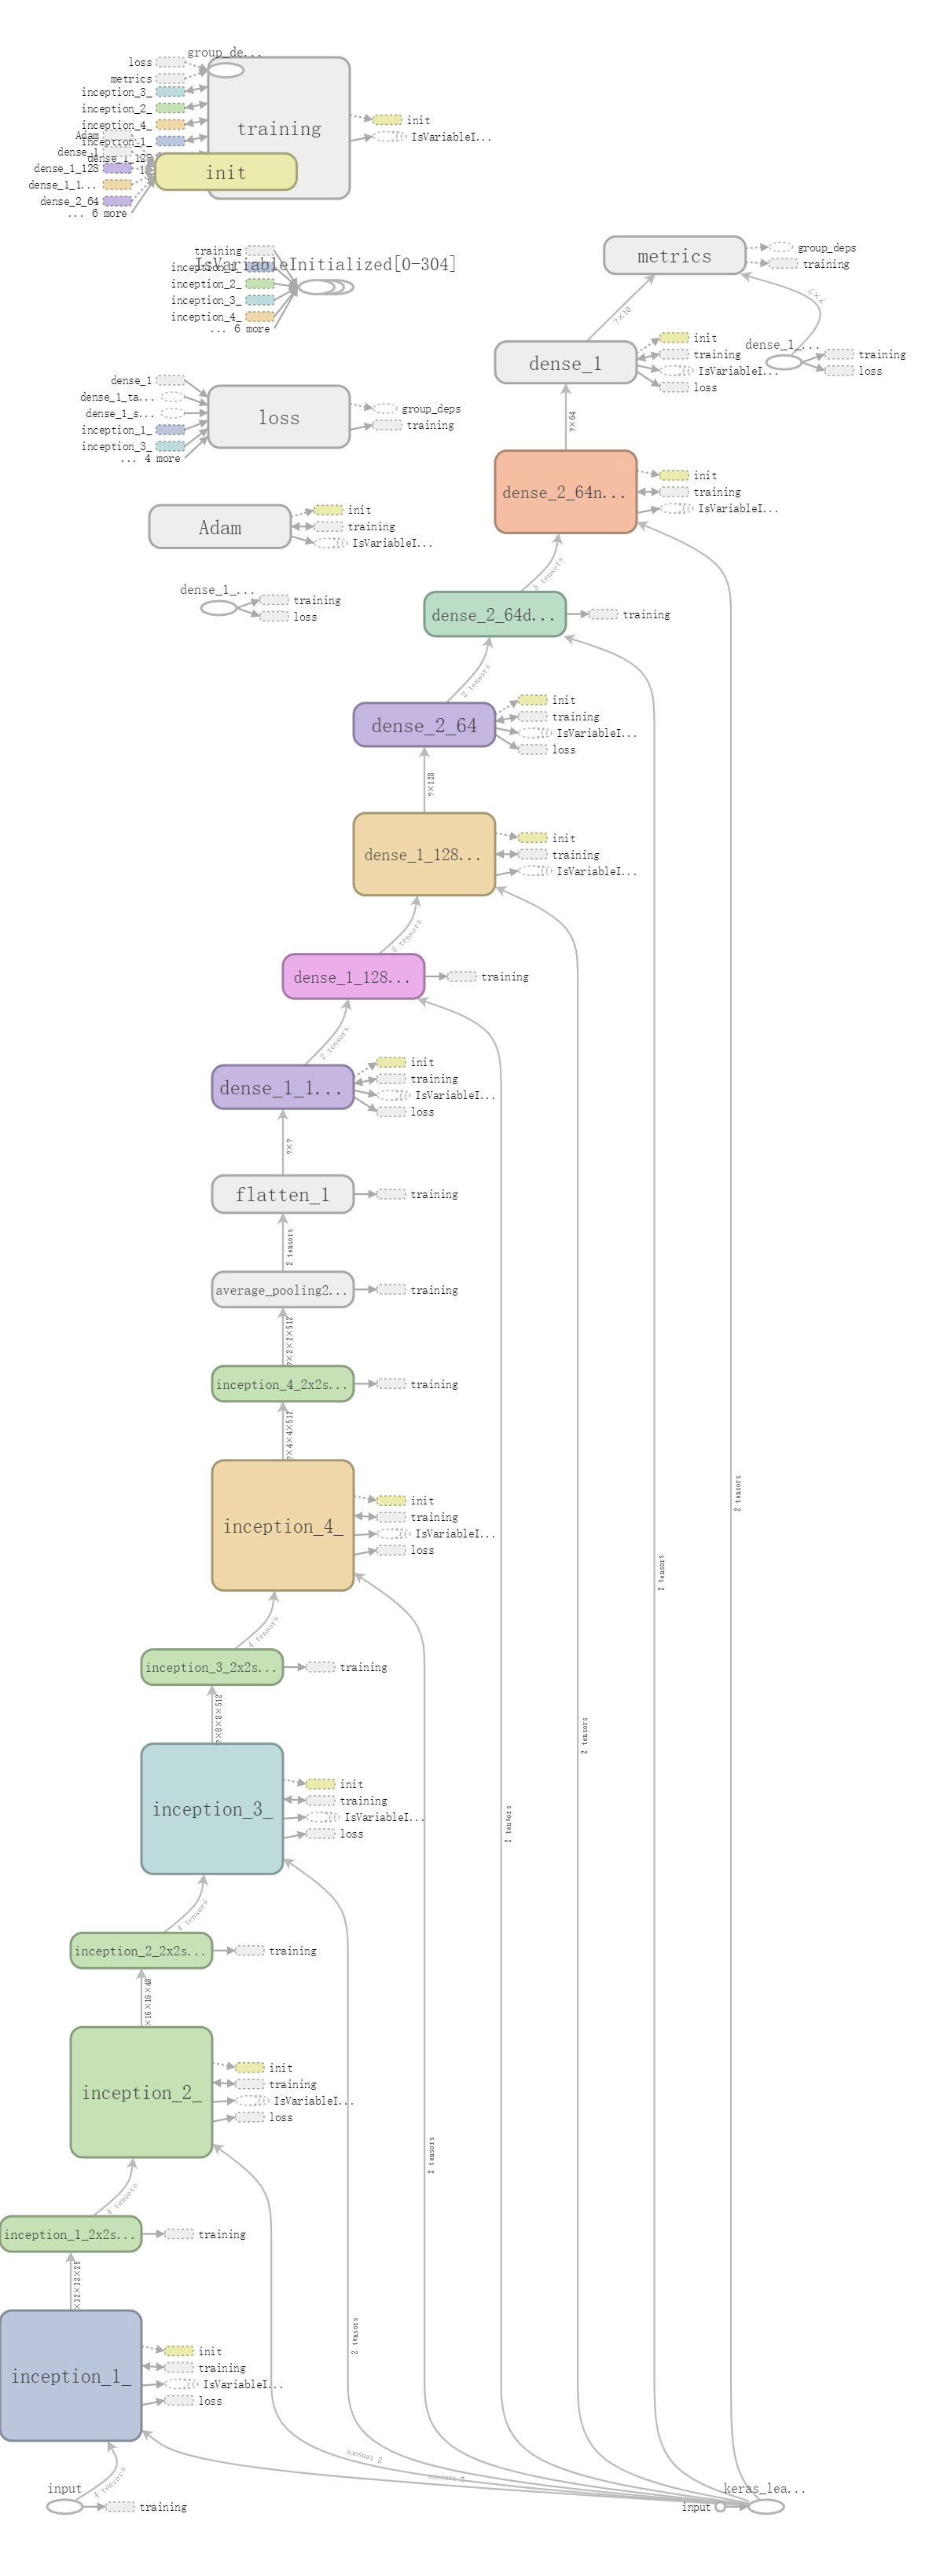 group_de...
loss
metrics
inception_3_
inception_2_
inception_4_
inception_1_
training
init
IsVariableI...
Adam
dense_1
dense_1_128
dense_1_1...
dense_2_64
... 6 more
init
training
IsVariableInitialized[0-304]
inception_1_
inception_2_
inception_3_
inception_4_
... 6 more
metrics
group_deps
training
?×10
?×?
dense_1
init
training
IsVariableI...
loss
dense_1_...
training
loss
dense_1
dense_1_ta...
dense_1_s...
inception_1_
inception_3_
... 4 more
loss
group_deps
training
?×64
dense_2_64n...
init
training
IsVariableI...
Adam
init
training
IsVariableI...
5 tensors
dense_1_...
training
loss
dense_2_64d...
training
2 tensors
dense_2_64
init
training
IsVariableI...
loss
?×128
dense_1_128...
init
training
IsVariableI...
5 tensors
dense_1_128...
training
2 tensors
dense_1_1...
init
training
IsVariableI...
loss
?×?
flatten_1
training
2 tensors
average_pooling2...
training
?×2×2×512
inception_4_2x2s...
training
?×4×4×512
inception_4_
init
training
IsVariableI...
loss
2 tensors
2 tensors
4 tensors
inception_3_2x2s...
training
?×8×8×512
2 tensors
inception_3_
init
training
IsVariableI...
loss
2 tensors
4 tensors
inception_2_2x2s...
training
×16×16×48
inception_2_
init
training
IsVariableI...
loss
2 tensors
4 tensors
inception_1_2x2s...
training
×32×32×25
inception_1_
init
training
IsVariableI...
loss
2 tensors
2 tensors
2 tensors
4 tensors
input
training
keras_lea...
input